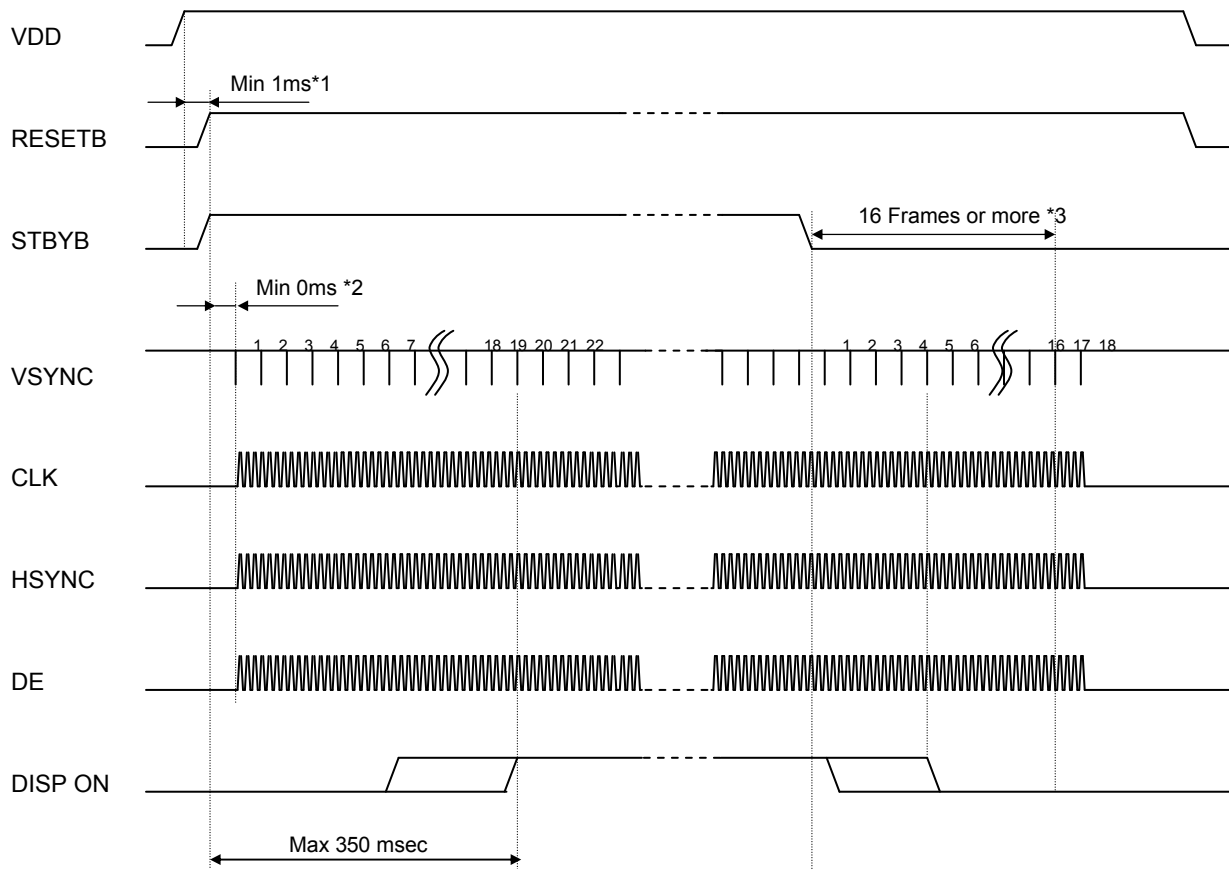 VDD
Min 1ms*1
RESETB
16 Frames or more *3
STBYB
Min 0ms *2
VSYNC 1 2 3 4 5 6 7 18 19 20 21 22 1 2 3 4 5 6 16 17 18
CLK
HSYNC
DE
DISP ON
Max 350 msec